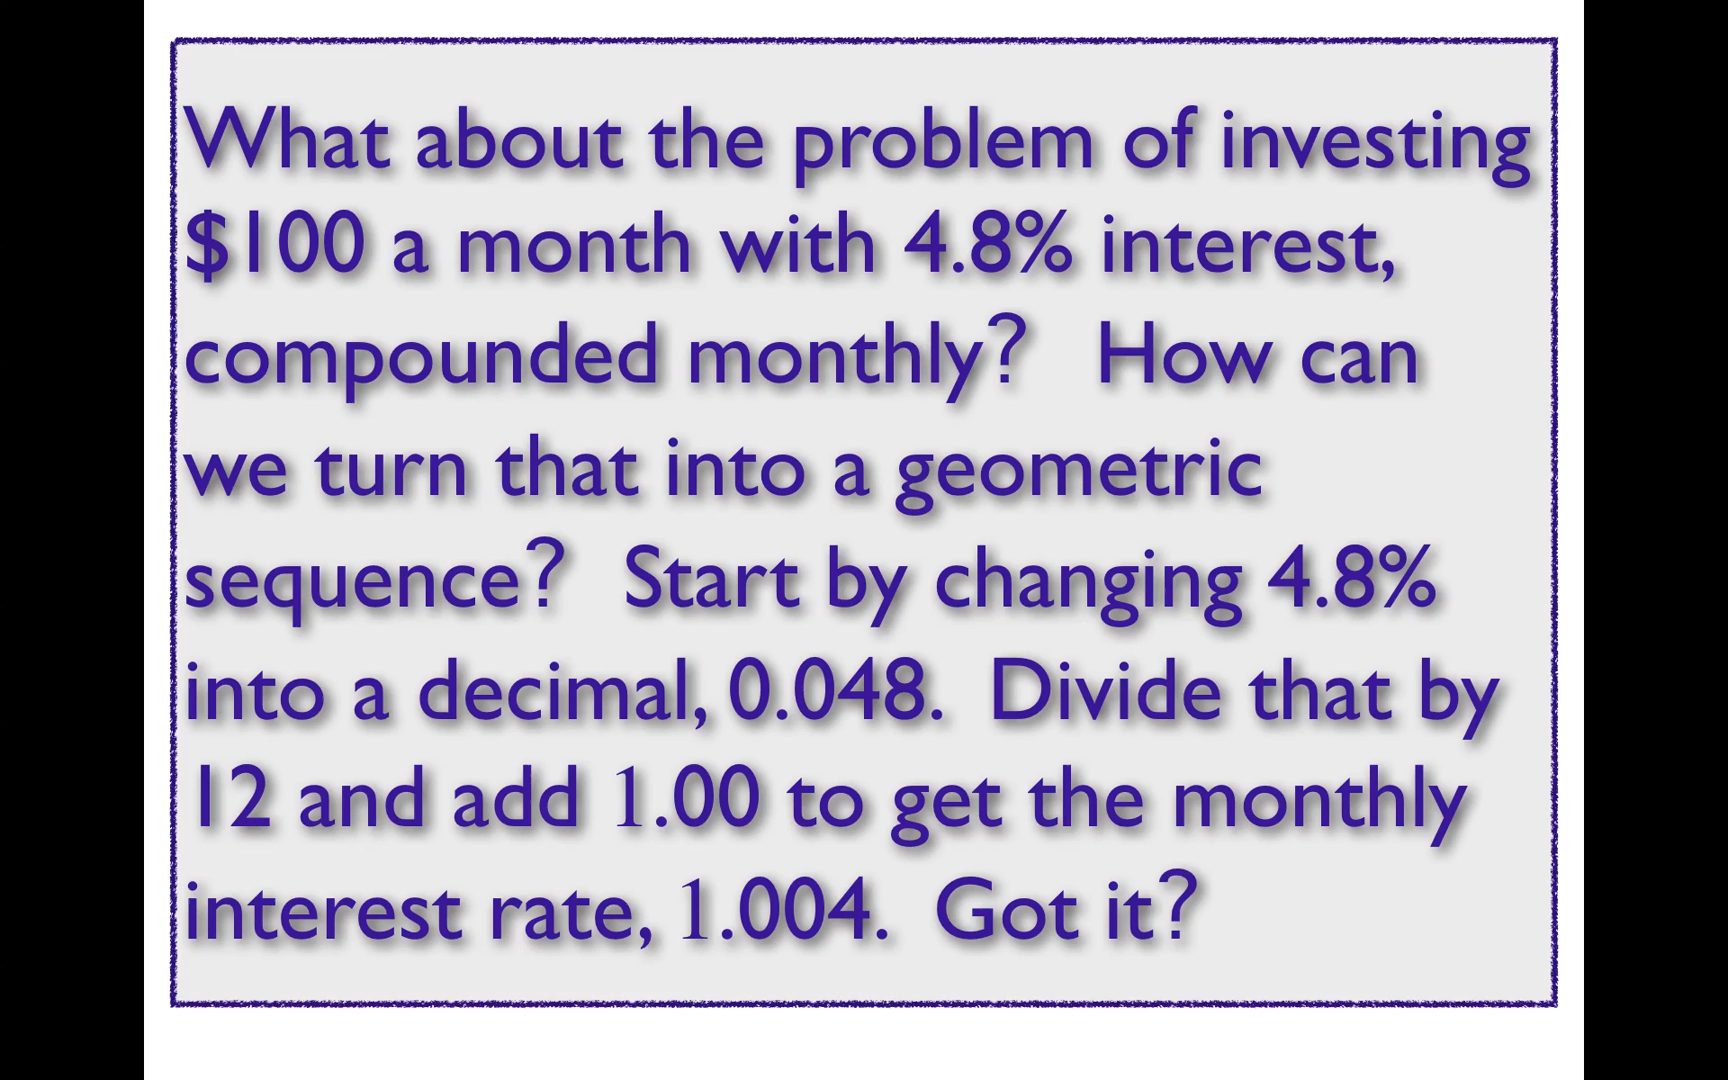 What about the problem of investing
$100 a month with 4.8% interest,
compounded monthly? How can
we turn that into a geometric
sequence? Start by changing 4.8%
into a decimal, 0.048. Divide that by
12 and add 1.00 to get the monthly
interest rate, 1.004. Got it?